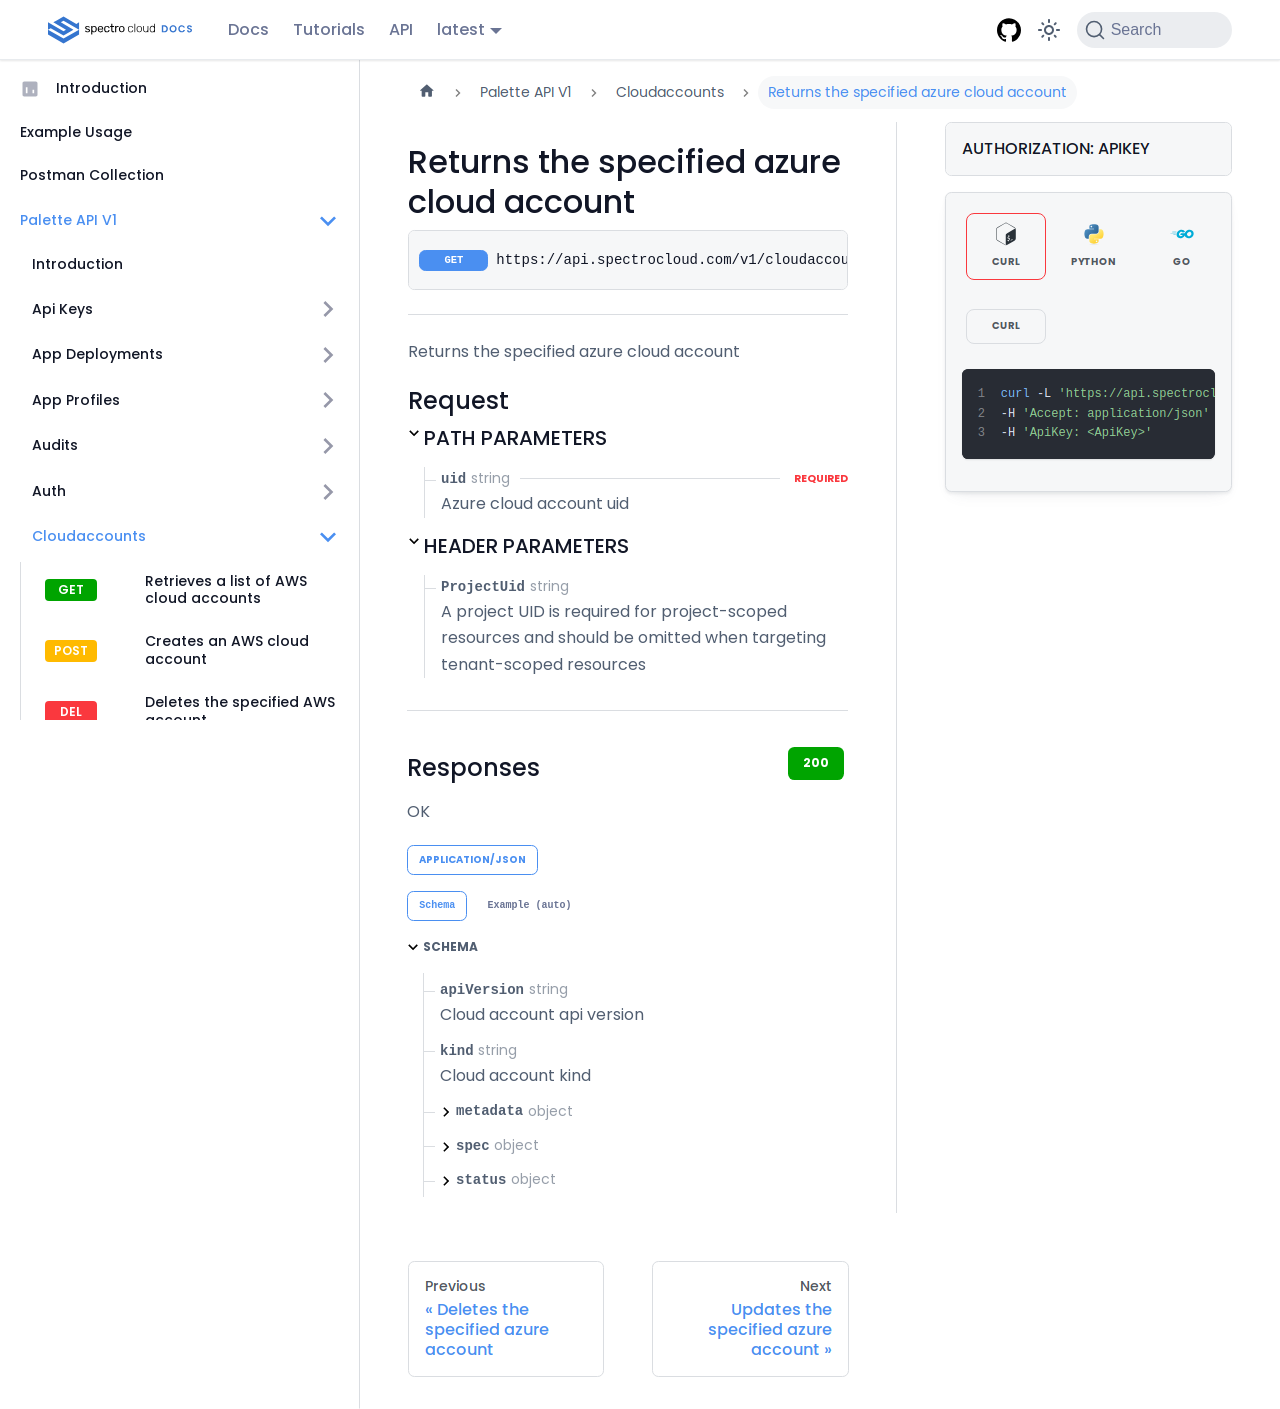 spectro cloud DOCS Docs Tutorials API latest Search
Introduction
Example Usage
Postman Collection
Palette API V1
Introduction
Api Keys
App Deployments
App Profiles
Audits
Auth
Cloudaccounts
GET Retrieves a list of AWS
cloud accounts
POST Creates an AWS cloud
account
DEL Deletes the specified AWS
account
Palette API V1 Cloudaccounts Returns the specified azure cloud account
Returns the specified azure
cloud account
GET https://api.spectrocloud.com/v1/cloudaccou
Returns the specified azure cloud account
Request
PATH PARAMETERS
uid string REQUIRED
Azure cloud account uid
HEADER PARAMETERS
ProjectUid string
A project UID is required for project-scoped
resources and should be omitted when targeting
tenant-scoped resources
Responses 200
OK
APPLICATION/JSON
Schema Example (auto)
SCHEMA
apiVersion string
Cloud account api version
kind string
Cloud account kind
metadata object
spec object
status object
« Previous
Deletes the
specified azure
account
Next
Updates the
specified azure
account »
AUTHORIZATION: APIKEY
CURL PYTHON GO
CURL
1 curl -L 'https://api.spectrocl
2 -H 'Accept: application/json'
3 -H 'ApiKey: <ApiKey>'